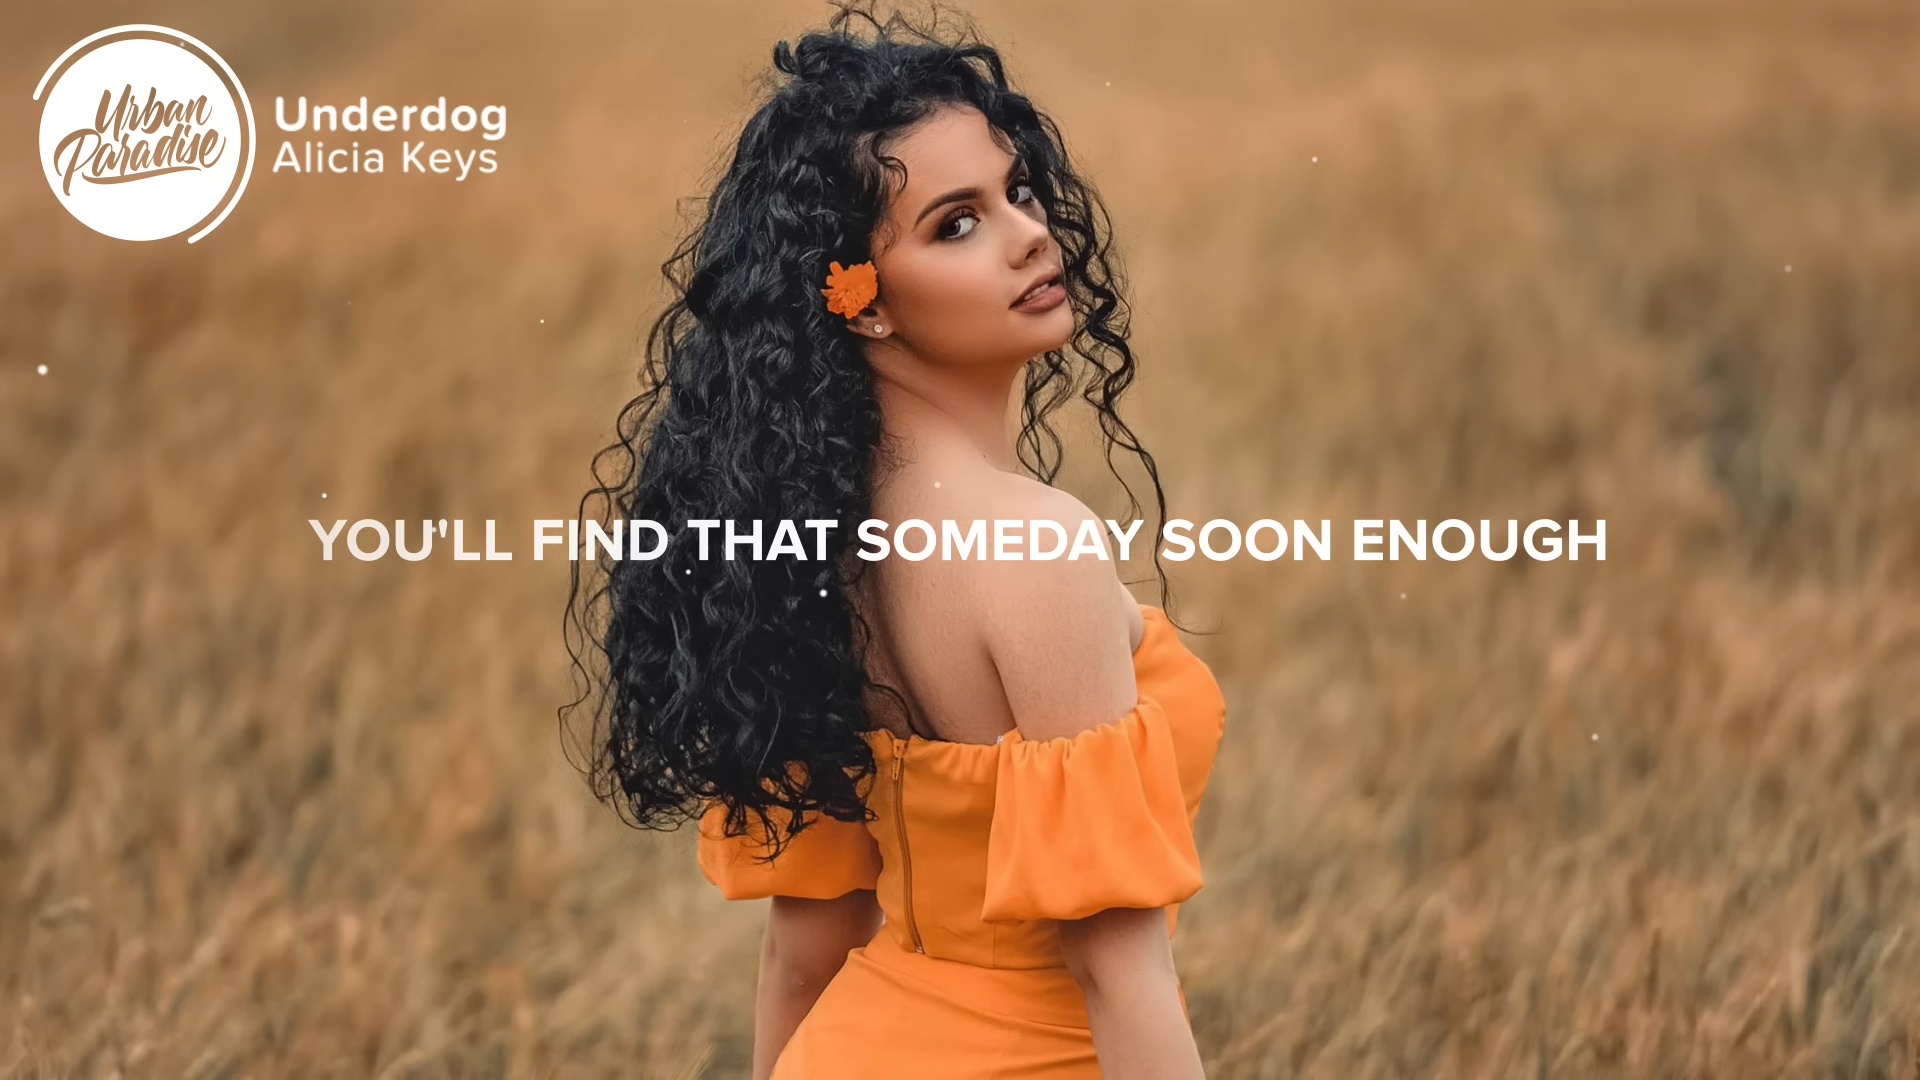 Urban
Paradise
Underdog
Alicia Keys
YOU'LL FIND THAT SOMEDAY SOON ENOUGH